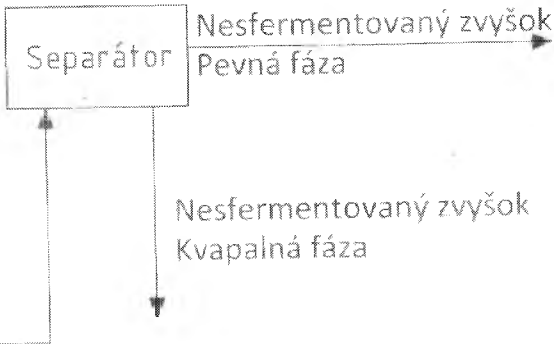 Nesfermentovaný zvyšok
Separátor
Pevná fáza
Nesfermentovaný zvyšok
Kvapalná fáza